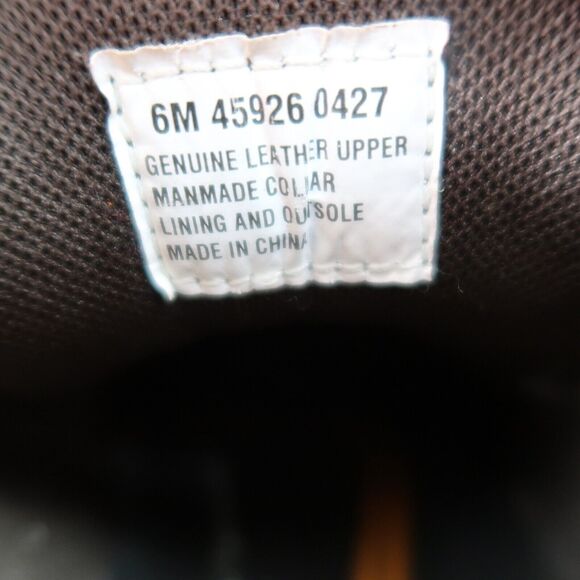 6M 45926 0427
GENUINE LEATHER UPPER
MANMADE COLLAR
LINING AND OUTSOLE
MADE IN CHINA